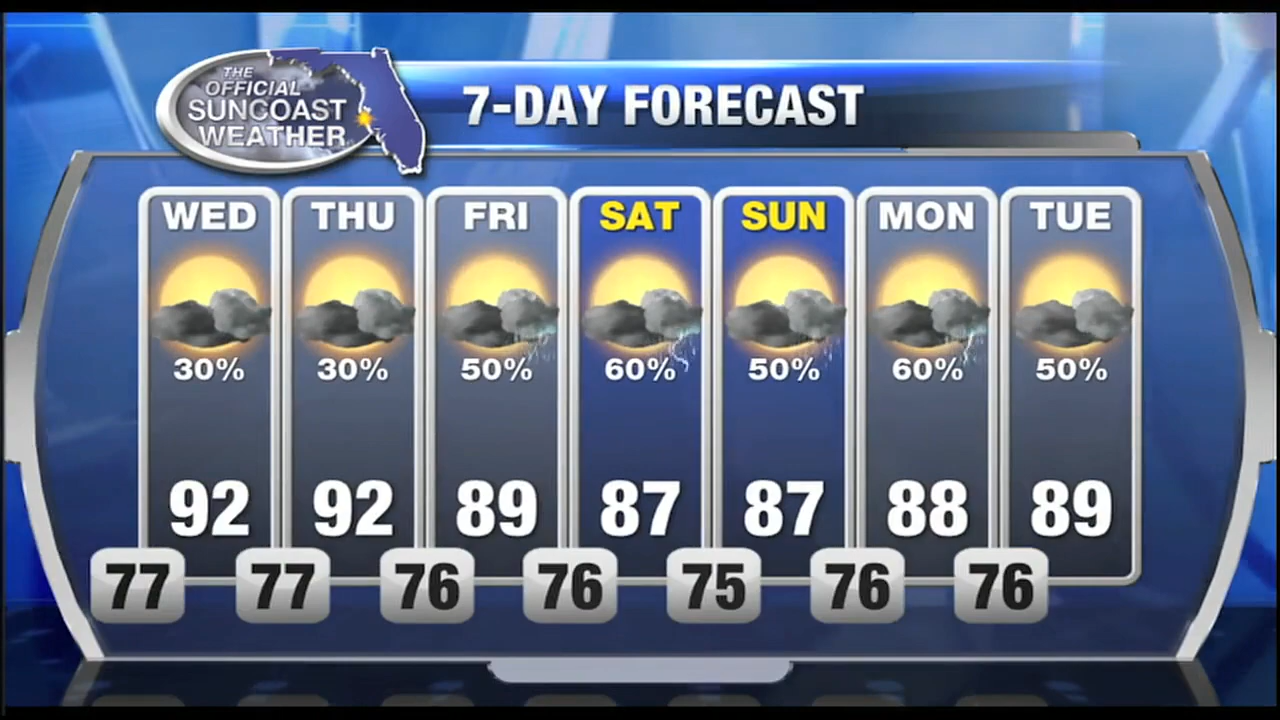 THE
OFFICIAL
SUNCOAST
WEATHER
7-DAY FORECAST
WED THU FRI SAT SUN MON TUE
30% 30% 50% 60% 50% 60% 50%
92 92 89 87 87 88 89
77 77 76 76 75 76 76